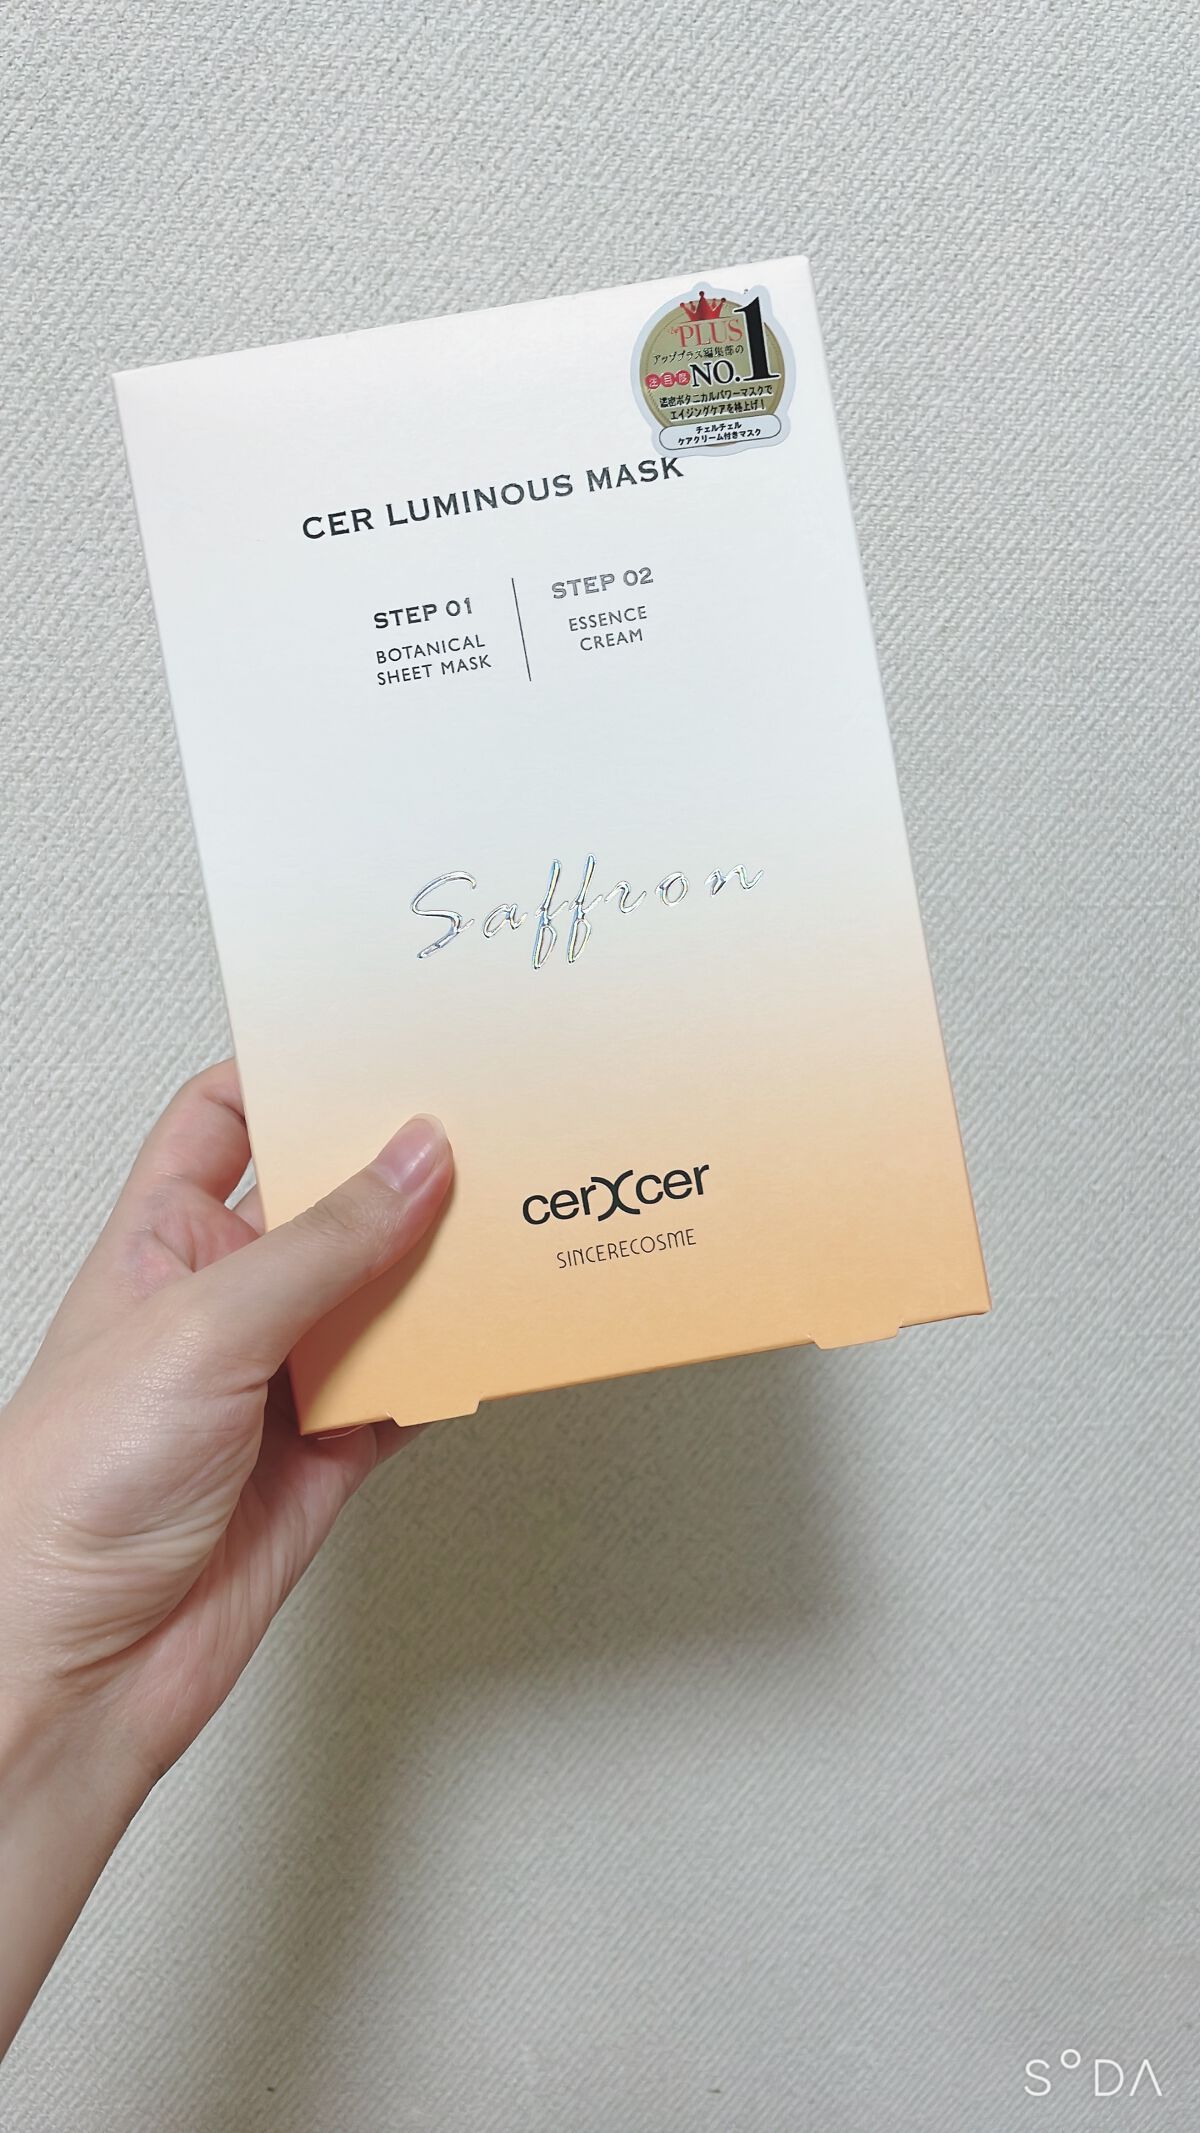 PLUS
1
アッププラス編集部の
注目度NO.
濃密ボタニカルパワーマスクで
エイジングケアを格上げ!
チェルチェル
ケアクリーム付きマスク
CER LUMINOUS MASK
STEP 01
BOTANICAL
SHEET MASK
STEP 02
ESSENCE
CREAM
Saffron
cerXcer
SINCERECOSME
SODA